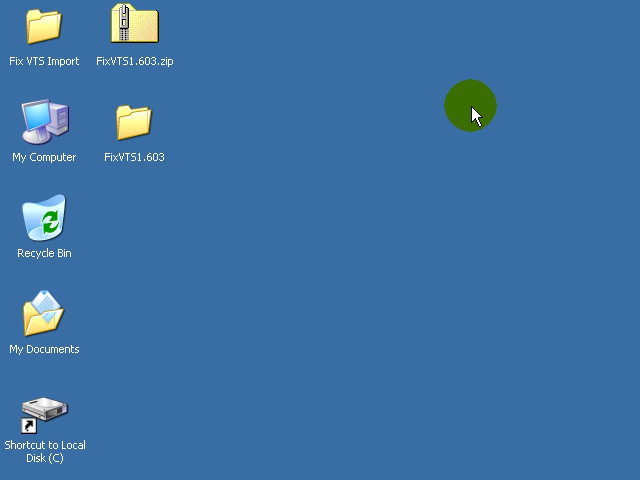 Fix VTS Import
FixVTS1.603.zip
My Computer
FixVTS1.603
Recycle Bin
My Documents
Shortcut to Local
Disk (C)